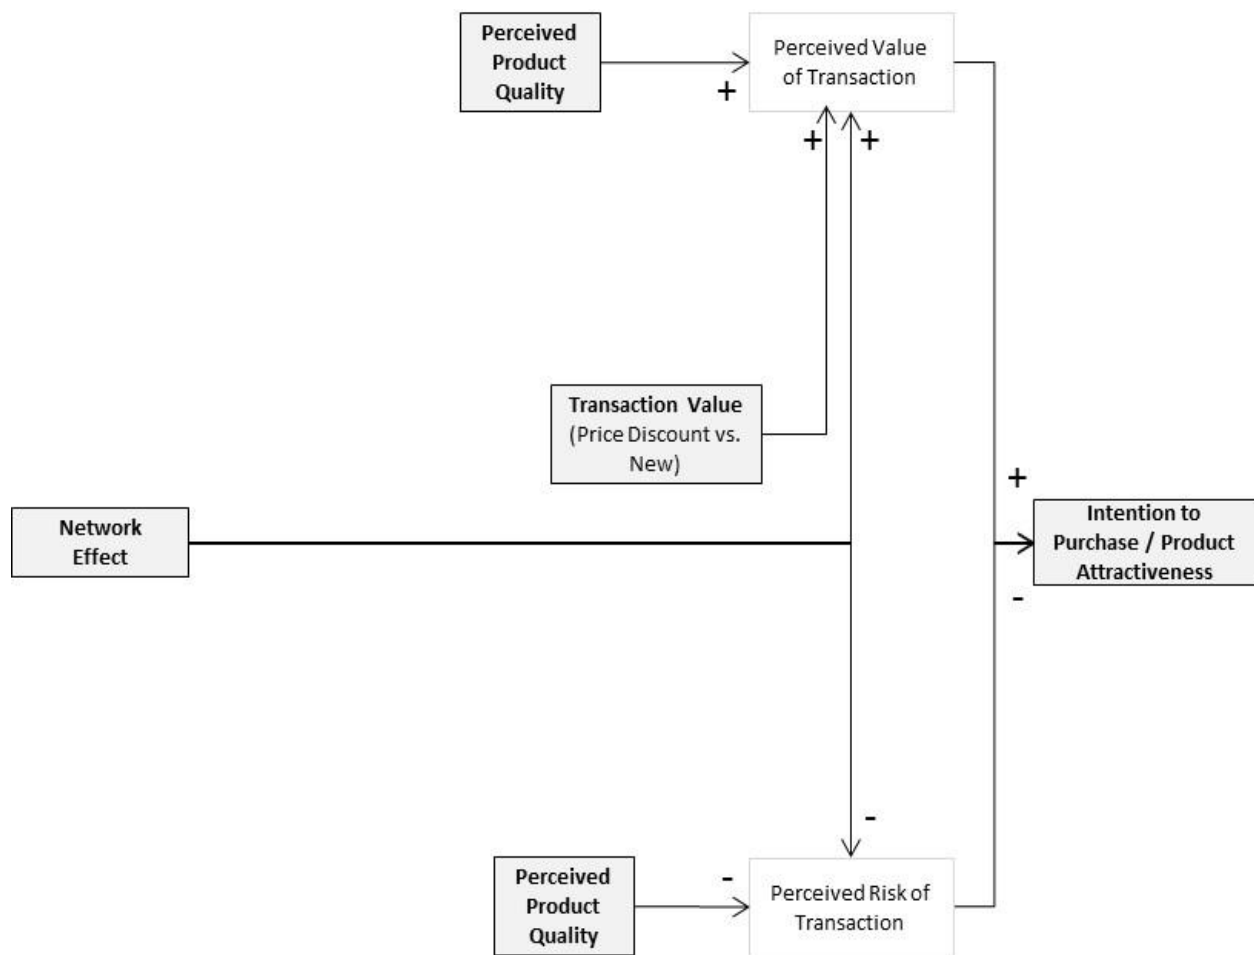 Perceived
Product
Quality
+
Perceived Value
of Transaction
+
+
Transaction Value
(Price Discount vs.
New)
Network
Effect
+
Intention to
Purchase / Product
Attractiveness
-
-
Perceived
Product
Quality
-
Perceived Risk of
Transaction